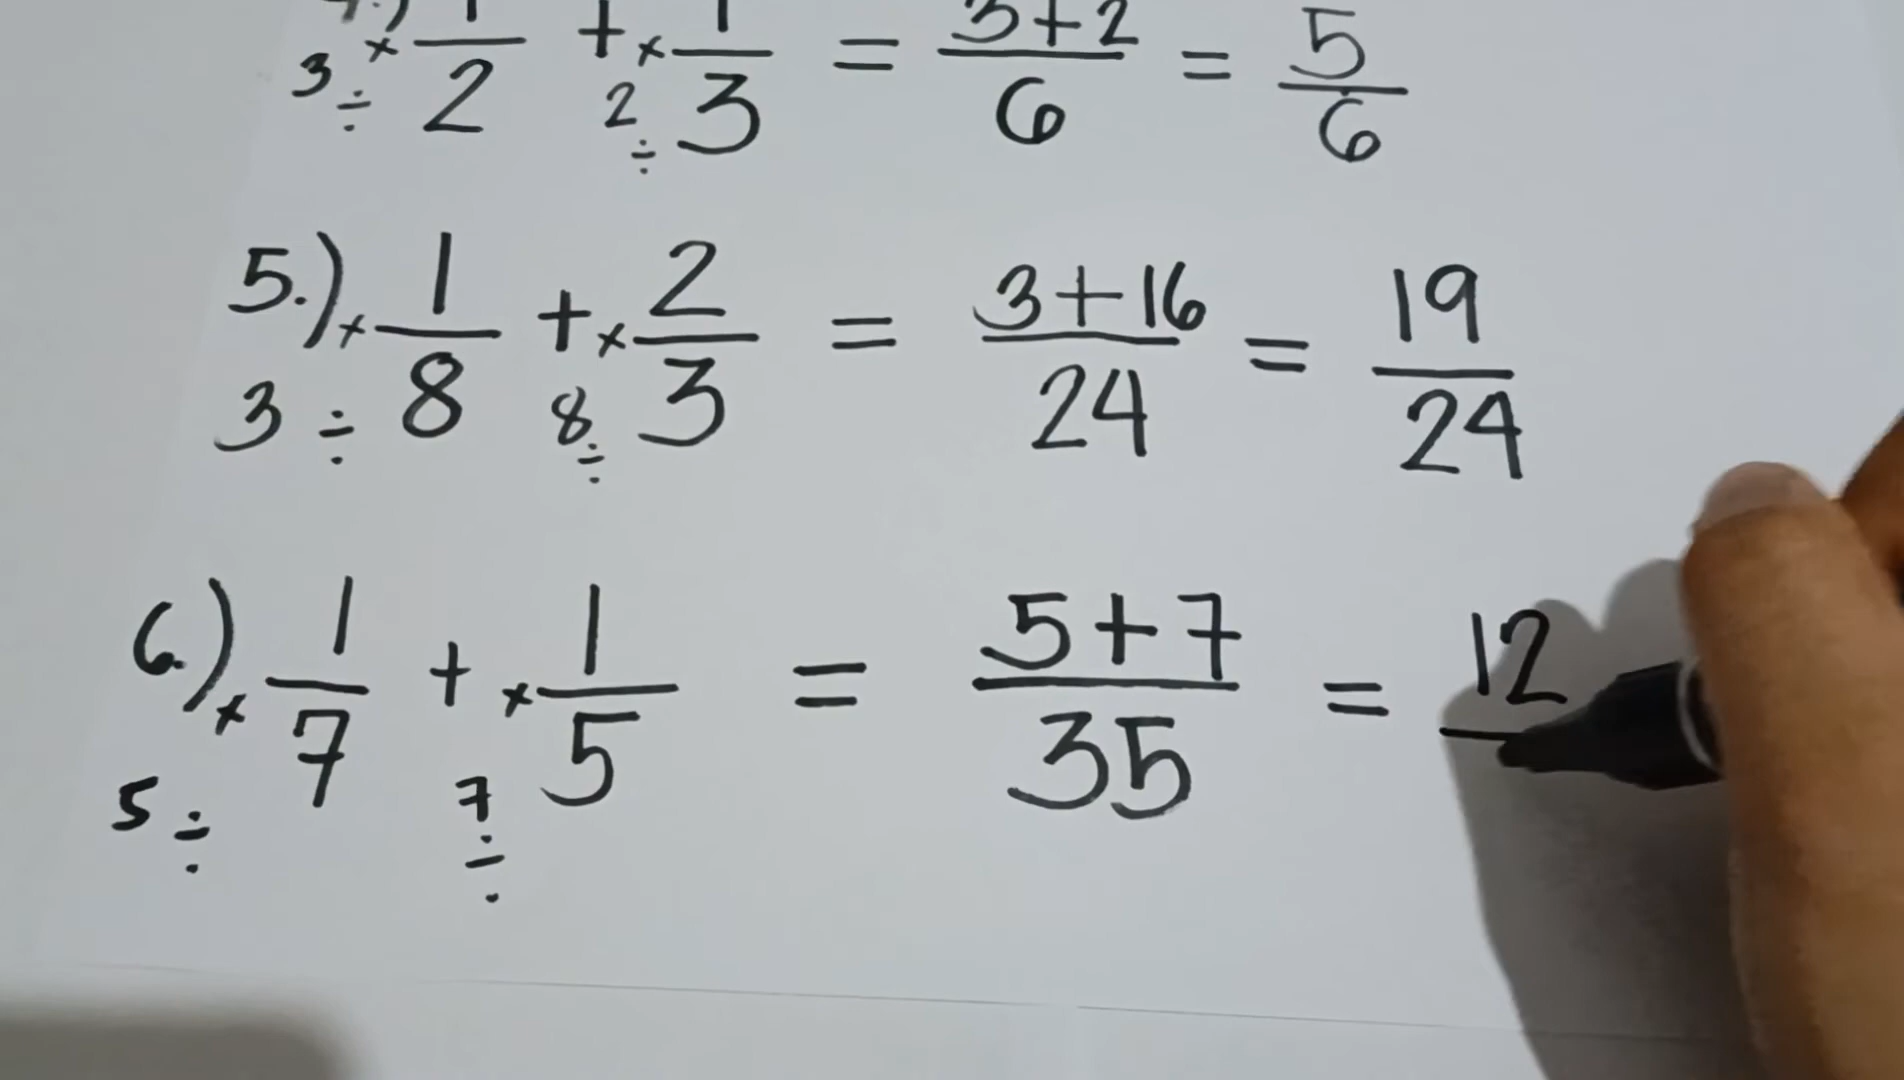 4.) × 1/2 + × 1/3 = 3+2/6 = 5/6
3 ÷ 2 ÷
5.) × 1/8 + × 2/3 = 3+16/24 = 19/24
3 ÷ 8 ÷
6.) × 1/7 + × 1/5 = 5+7/35 = 12
5 ÷ 7 ÷